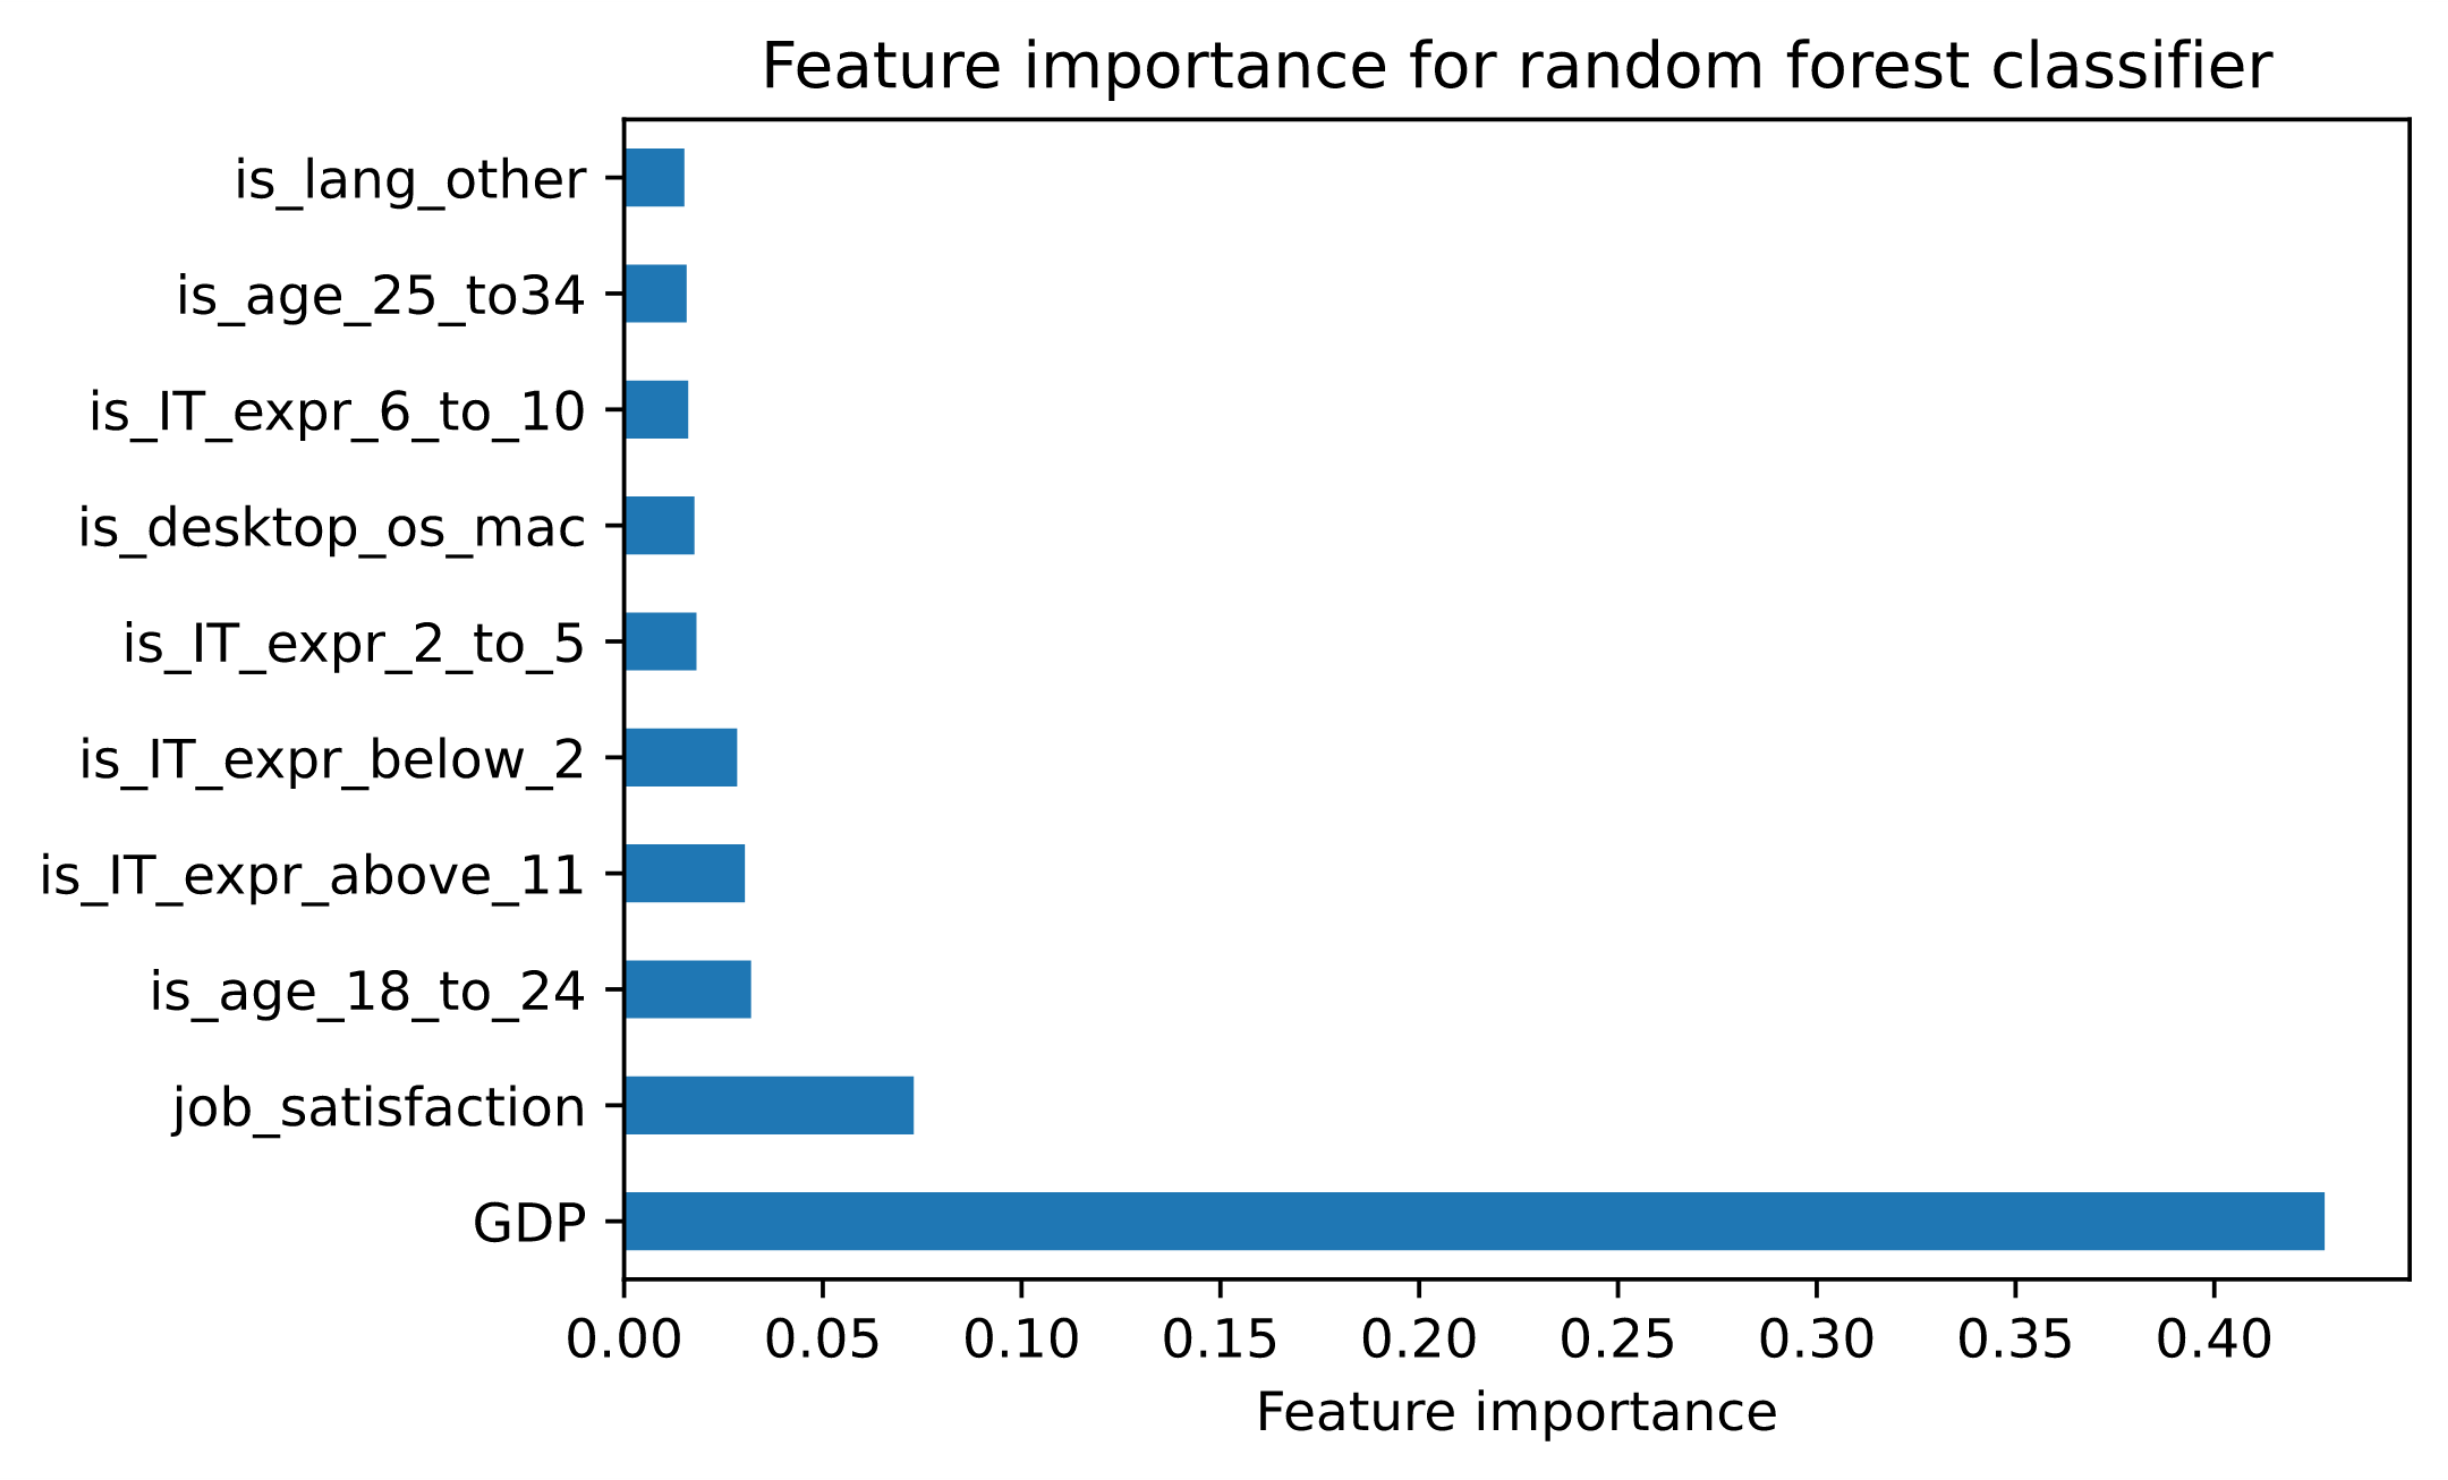 Feature importance for random forest classifier
is_lang_other
is_age_25_to34
is_IT_expr_6_to_10
is_desktop_os_mac
is_IT_expr_2_to_5
is_IT_expr_below_2
is_IT_expr_above_11
is_age_18_to_24
job_satisfaction
GDP
0.00 0.05 0.10 0.15 0.20 0.25 0.30 0.35 0.40
Feature importance